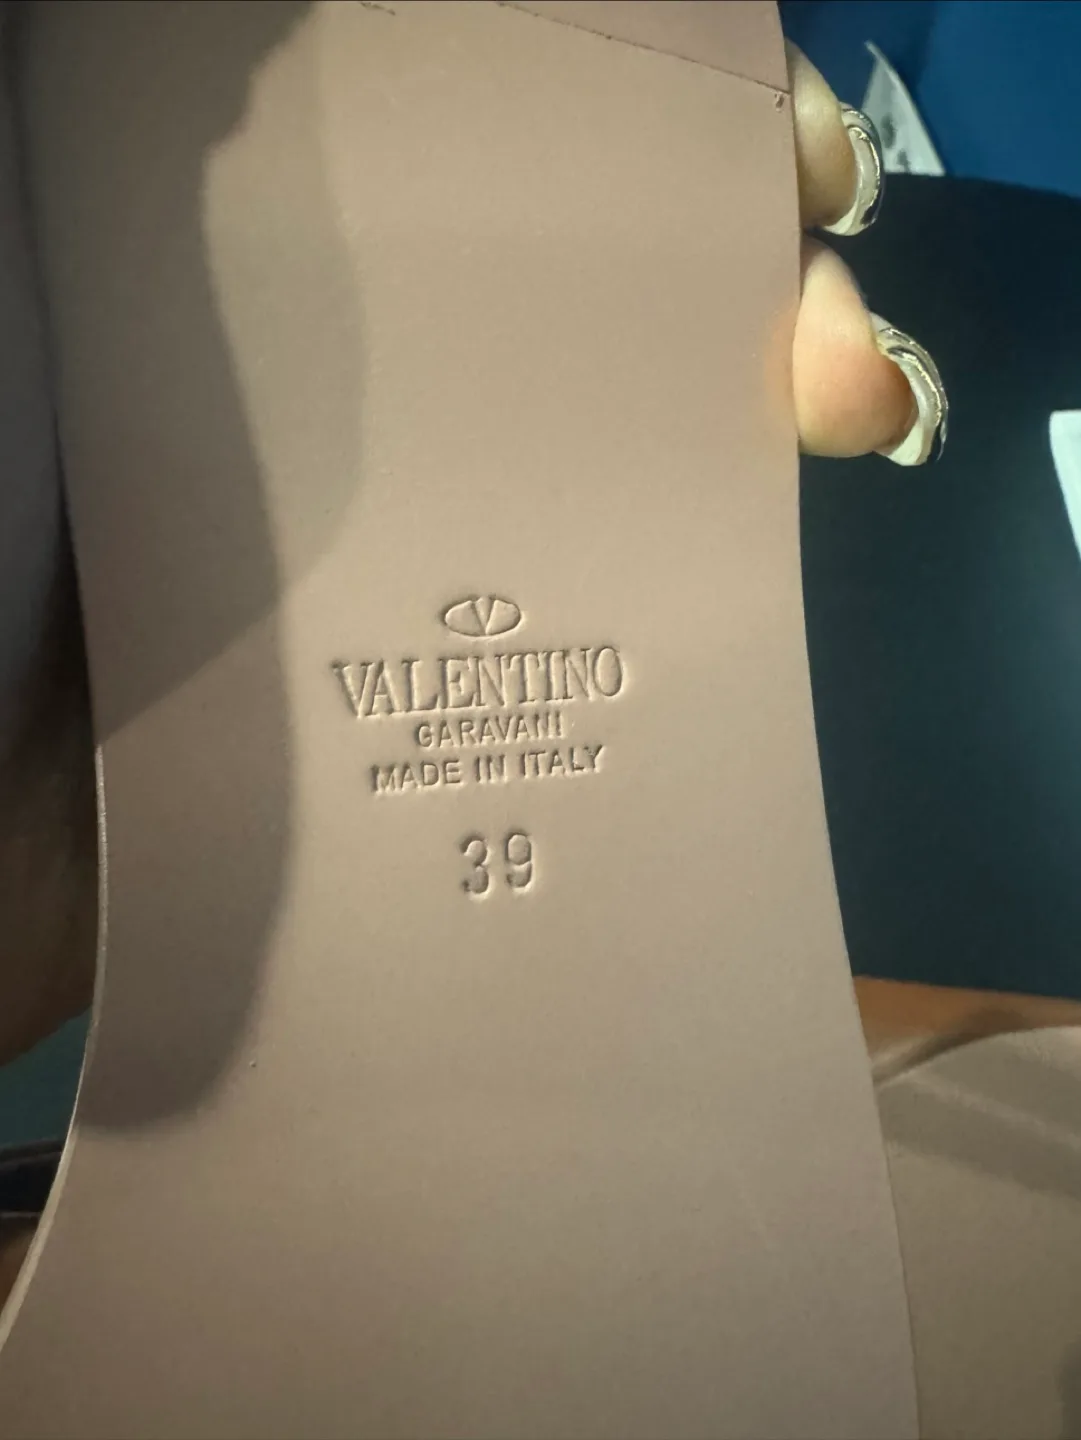 V
VALENTINO
GARAVANI
MADE IN ITALY
39